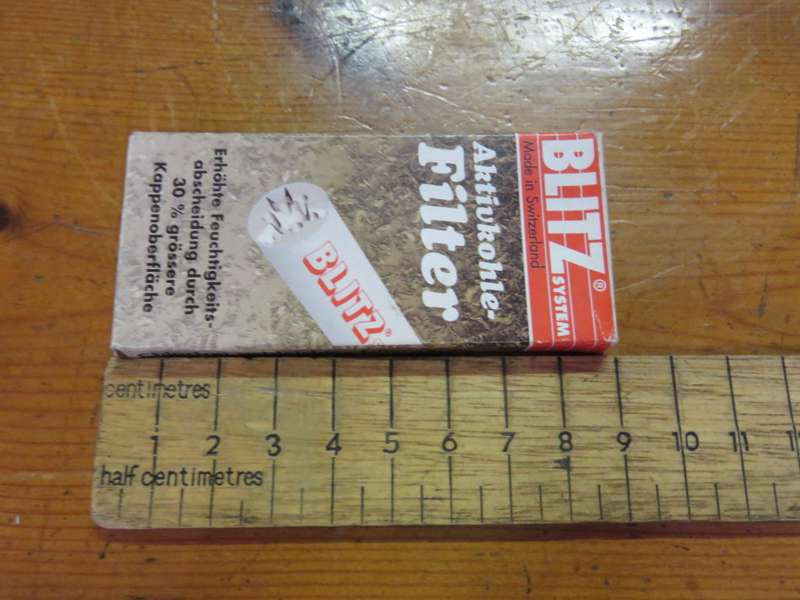 BLITZ®
SYSTEM
Made in Switzerland
Aktivkohle-
Filter
BLITZ®
Erhöhte Feuchtigkeits-
abscheidung durch
30 % grössere
Kappenoberfläche
centimetres
1 2 3 4 5 6 7 8 9 10 11
half centimetres